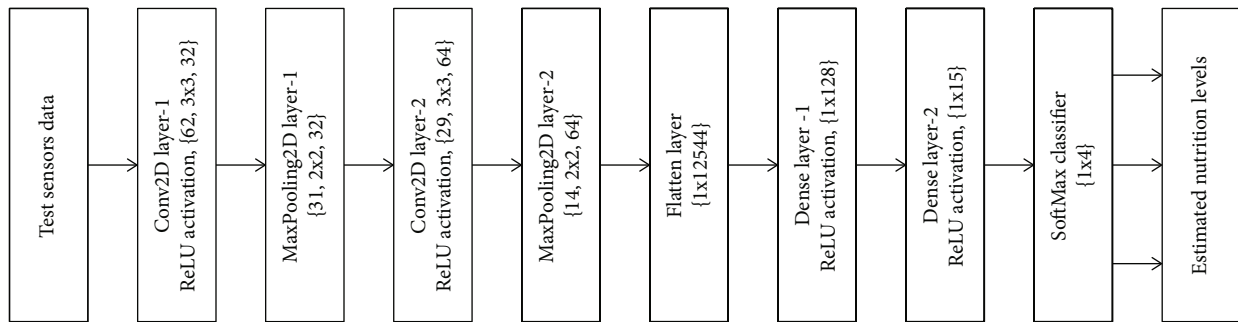 Test sensors data
Conv2D layer-1
ReLU activation, {62, 3x3, 32}
MaxPooling2D layer-1
{31, 2x2, 32}
Conv2D layer-2
ReLU activation, {29, 3x3, 64}
MaxPooling2D layer-2
{14, 2x2, 64}
Flatten layer
{1x12544}
Dense layer -1
ReLU activation, {1x128}
Dense layer-2
ReLU activation, {1x15}
SoftMax classifier
{1x4}
Estimated nutrition levels